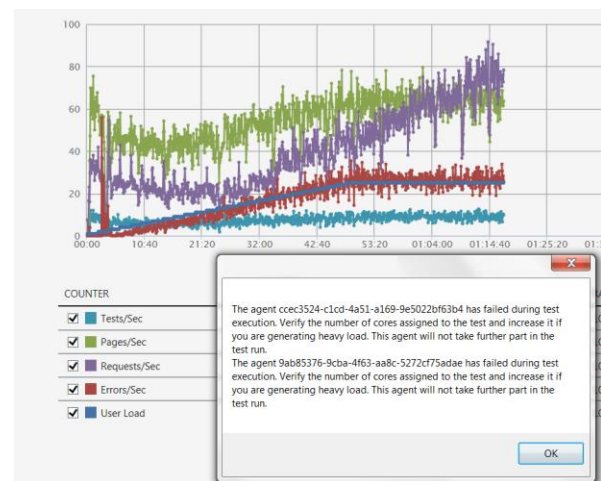 100
80
60
40
20
0
00:00 10:40 21:20 32:00 42:40 53:20 01:04:00 01:14:40 01:25:20
COUNTER
Tests/Sec
Pages/Sec
Requests/Sec
Errors/Sec
User Load
The agent ccec3524-c1cd-4a51-a169-9e5022bf63b4 has failed during test
execution. Verify the number of cores assigned to the test and increase it if
you are generating heavy load. This agent will not take further part in the
test run.
The agent 9ab85376-9cba-4f63-aa8c-5272cf75adae has failed during test
execution. Verify the number of cores assigned to the test and increase it if
you are generating heavy load. This agent will not take further part in the
test run.
OK